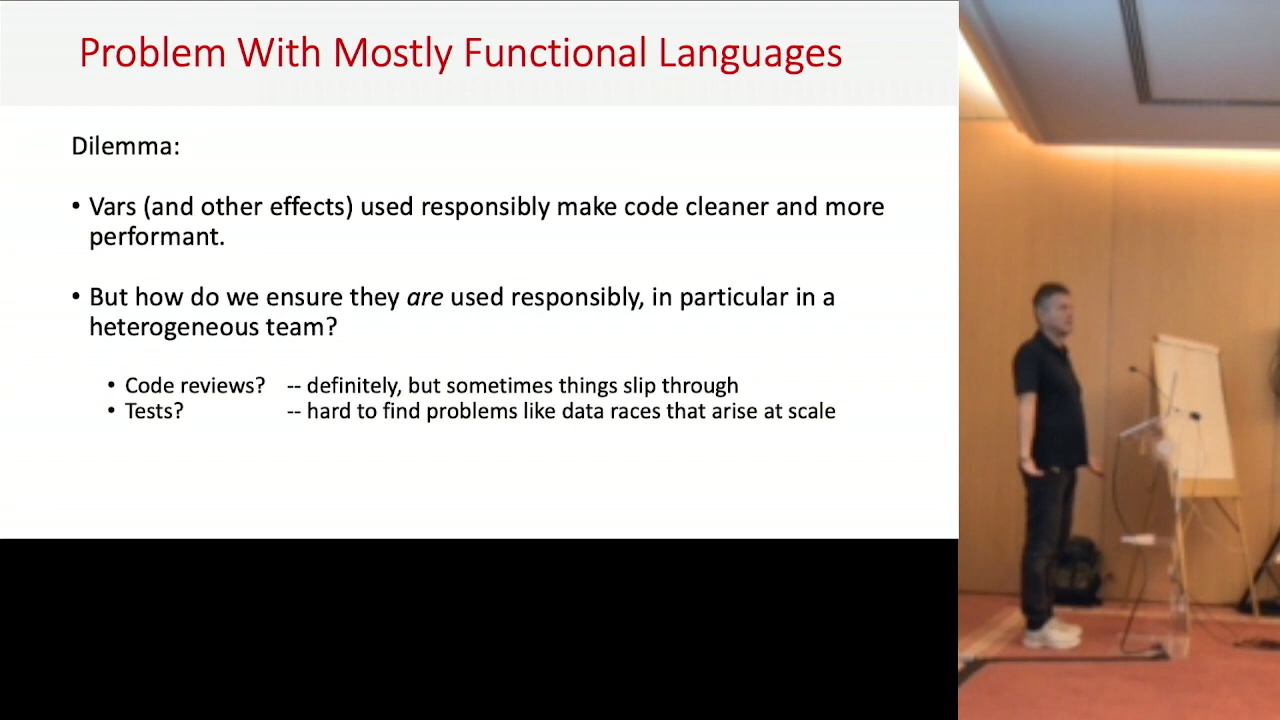 Problem With Mostly Functional Languages
Dilemma:
• Vars (and other effects) used responsibly make code cleaner and more
performant.
• But how do we ensure they are used responsibly, in particular in a
heterogeneous team?
• Code reviews? -- definitely, but sometimes things slip through
• Tests? -- hard to find problems like data races that arise at scale